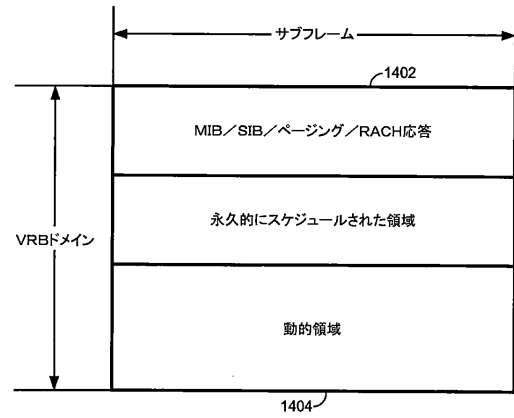 サブフレーム
1402
MIB/SIB/ページング/RACH応答
永久的にスケジュールされた領域
VRBドメイン
動的領域
1404